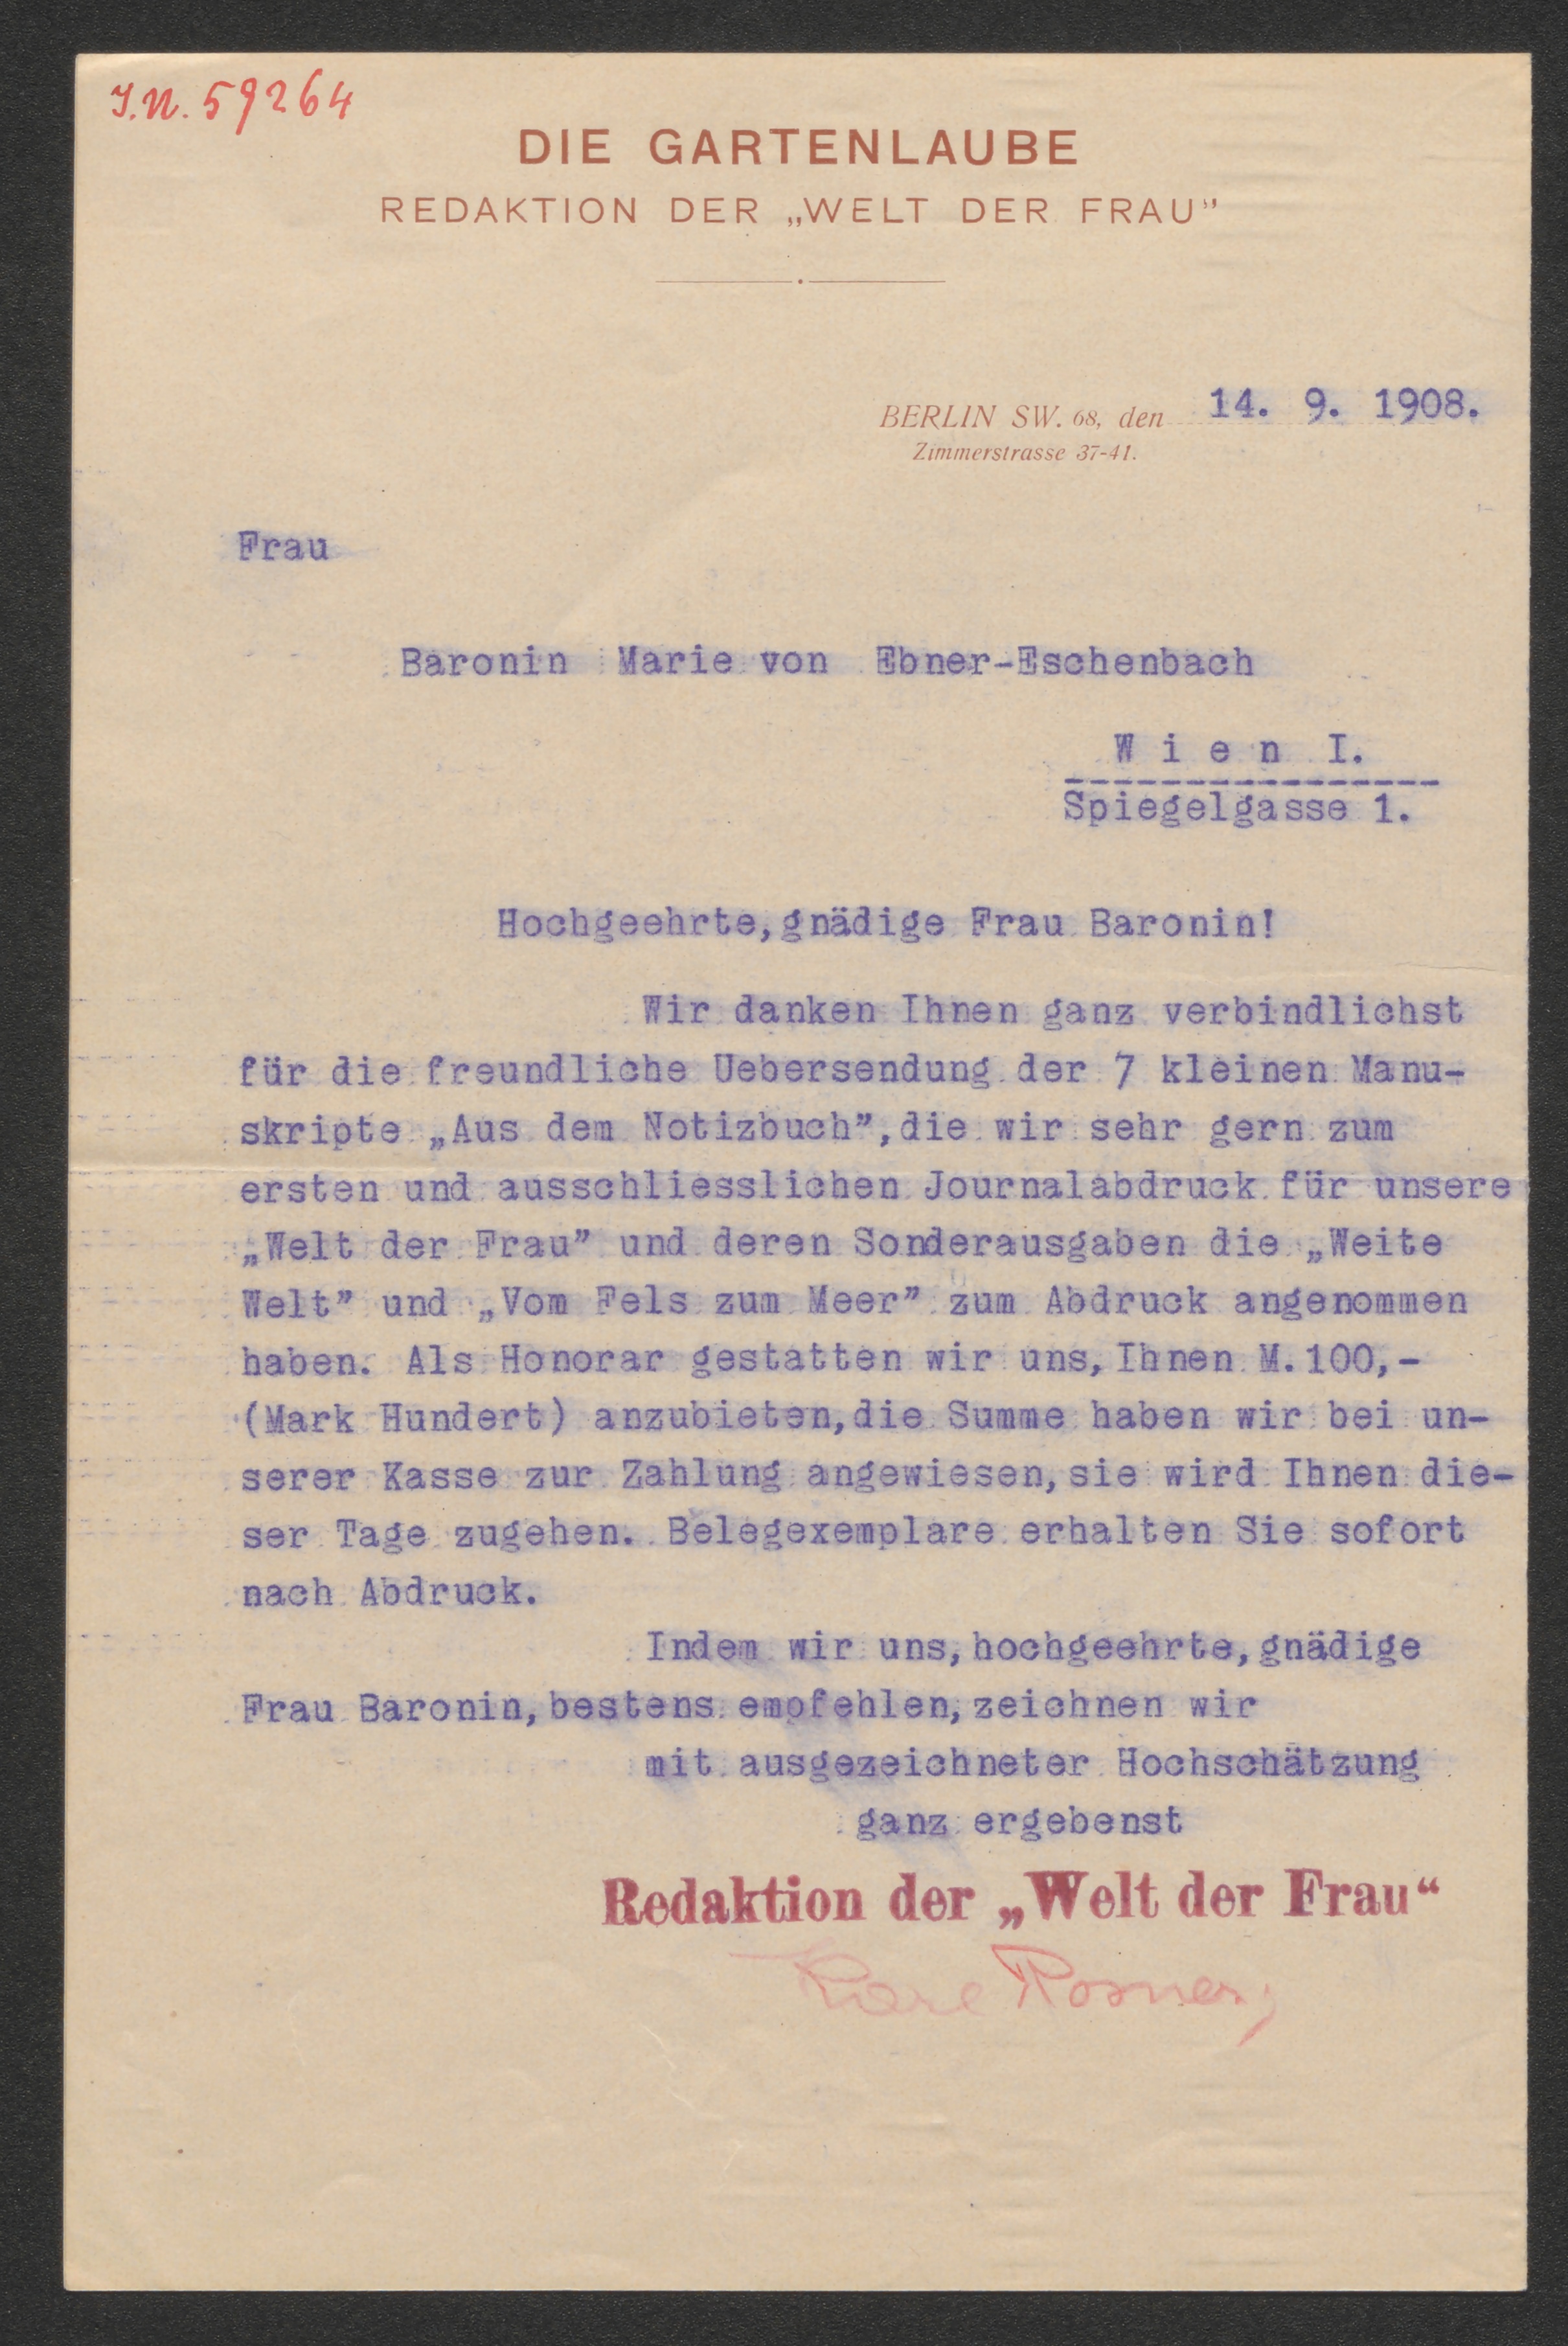 I.N. 59264
DIE GARTENLAUBE
REDAKTION DER „WELT DER FRAU”
BERLIN SW. 68, den 14. 9. 1908.
Zimmerstrasse 37-41.
Frau
Baronin Marie von Ebner-Eschenbach
W i e n I.
Spiegelgasse 1.
Hochgeehrte, gnädige Frau Baronin!
Wir danken Ihnen ganz verbindlichst
für die freundliche Uebersendung der 7 kleinen Manu-
skripte „Aus dem Notizbuch”, die wir sehr gern zum
ersten und ausschliesslichen Journalabdruck für unsere
„Welt der Frau” und deren Sonderausgaben die „Weite
Welt” und „Vom Fels zum Meer” zum Abdruck angenommen
haben. Als Honorar gestatten wir uns, Ihnen M. 100,-
(Mark Hundert) anzubieten, die Summe haben wir bei un-
serer Kasse zur Zahlung angewiesen, sie wird Ihnen die-
ser Tage zugehen. Belegexemplare erhalten Sie sofort
nach Abdruck.
Indem wir uns, hochgeehrte, gnädige
Frau Baronin, bestens empfehlen, zeichnen wir
mit ausgezeichneter Hochschätzung
ganz ergebenst
Redaktion der „Welt der Frau“
Karl Rosner